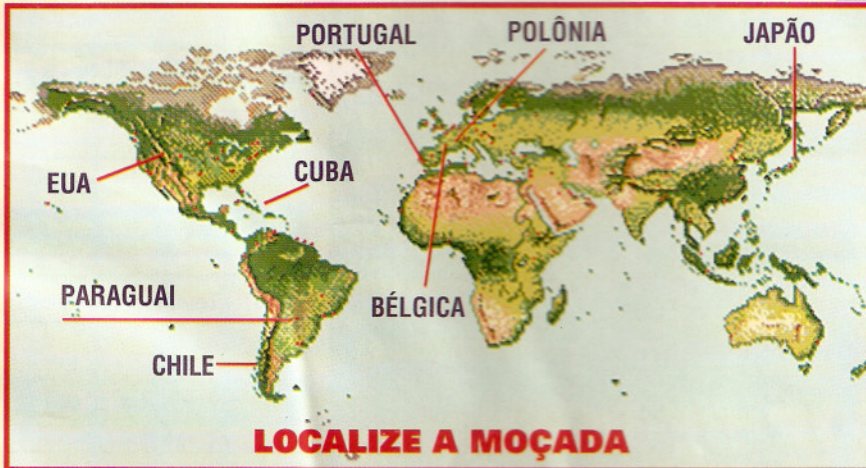 PORTUGAL
POLÔNIA
JAPÃO
EUA
CUBA
PARAGUAI
BÉLGICA
CHILE
LOCALIZE A MOÇADA